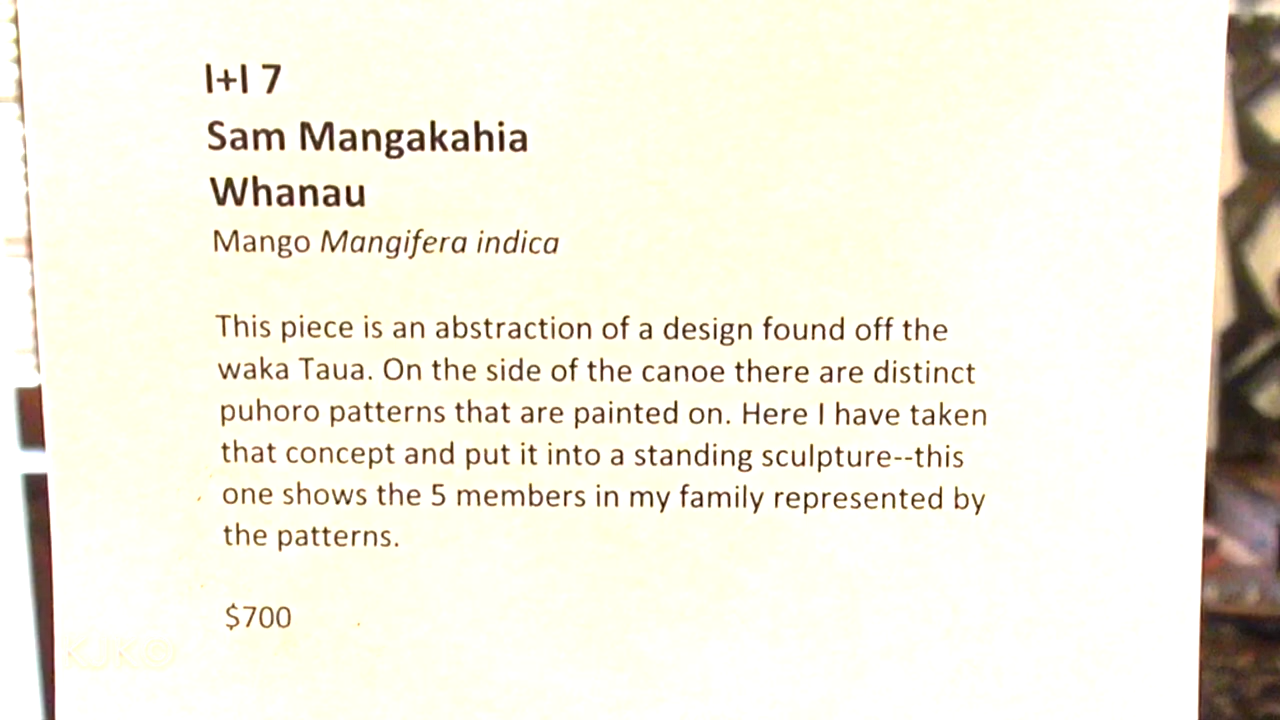 I+I 7
Sam Mangakahia
Whanau
Mango Mangifera indica
This piece is an abstraction of a design found off the
waka Taua. On the side of the canoe there are distinct
puhoro patterns that are painted on. Here I have taken
that concept and put it into a standing sculpture--this
one shows the 5 members in my family represented by
the patterns.
$700